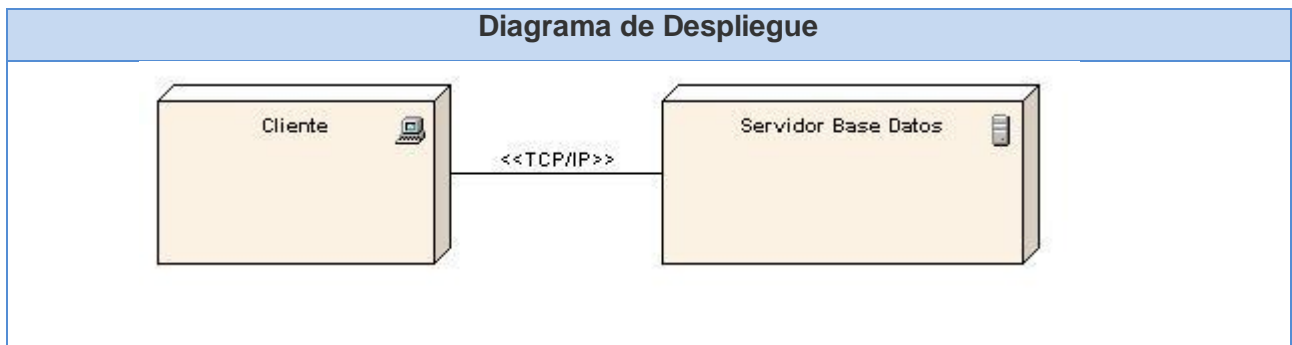 Diagrama de Despliegue
Cliente
<<TCP/IP>>
Servidor Base Datos